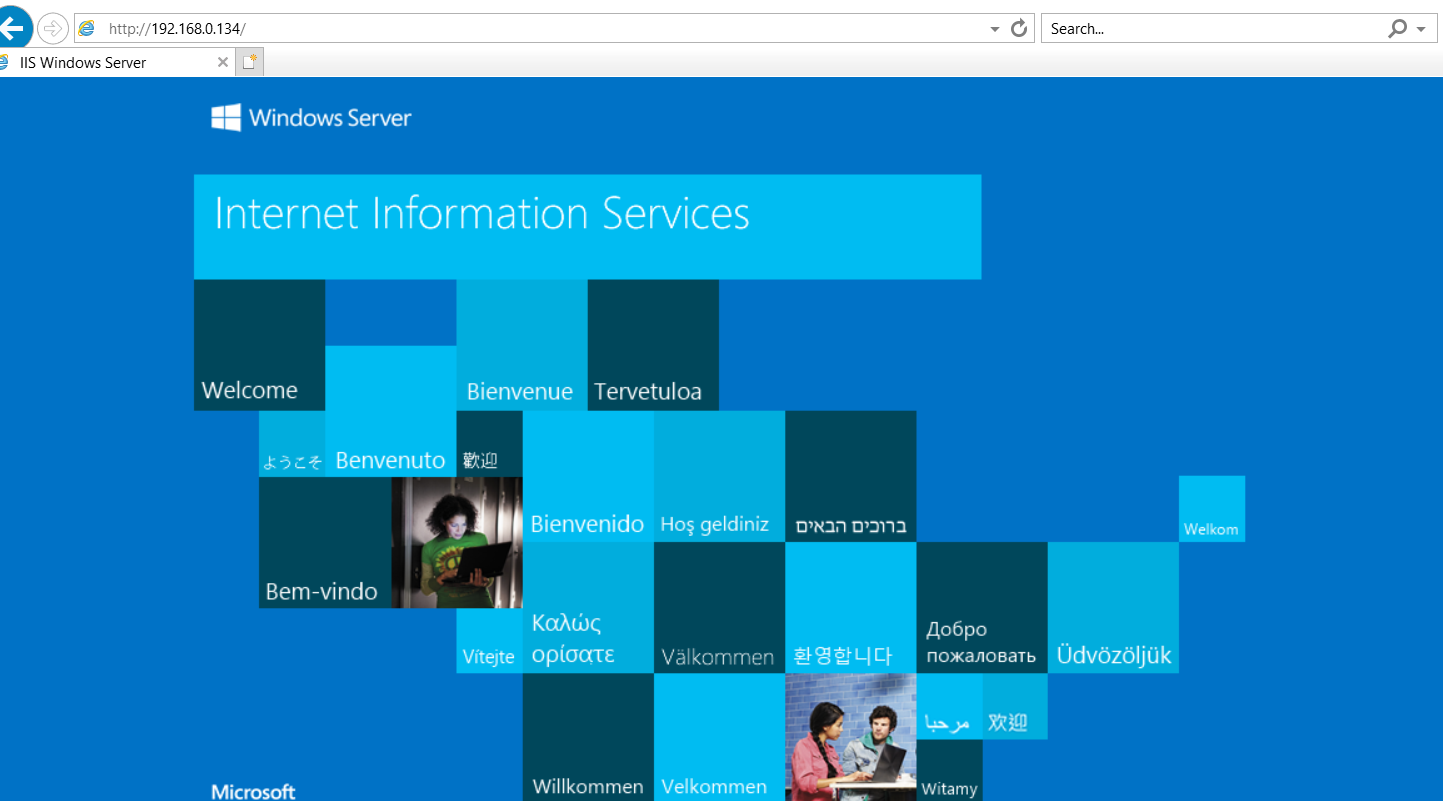 http://192.168.0.134/
Search...
IIS Windows Server
Windows Server
Internet Information Services
Welcome
Bienvenue
Tervetuloa
ようこそ
Benvenuto
歡迎
Bienvenido
Hoş geldiniz
ברוכים הבאים
Welkom
Bem-vindo
Vítejte
Καλώς
ορίσατε
Välkommen
환영합니다
Добро
пожаловать
Üdvözöljük
مرحبا
欢迎
Willkommen
Velkommen
Witamy
Microsoft